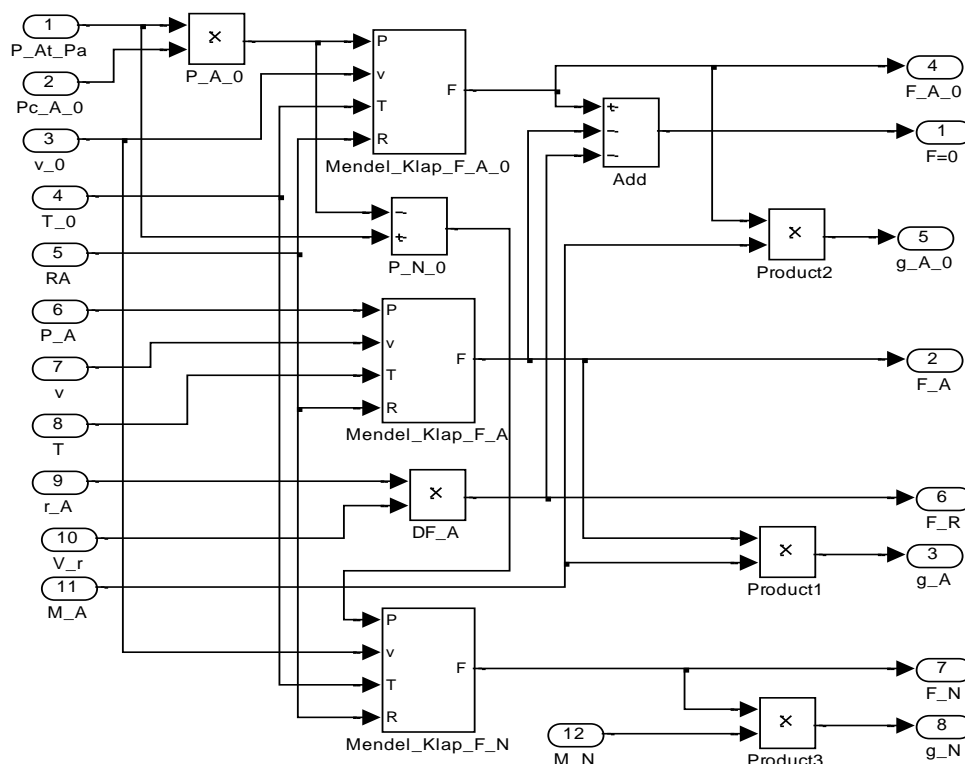 1
P_At_Pa
2
Pc_A_0
3
v_0
4
T_0
5
RA
6
P_A
7
v
8
T
9
r_A
10
V_r
11
M_A
×
P_A_0
P
v
T
R
F
Mendel_Klap_F_A_0
−
+
P_N_0
P
v
T
R
F
Mendel_Klap_F_A
×
DF_A
P
v
T
R
F
Mendel_Klap_F_N
+
−
−
Add
×
Product2
×
Product1
12
M_N
×
Product3
4
F_A_0
1
F=0
5
g_A_0
2
F_A
6
F_R
3
g_A
7
F_N
8
g_N